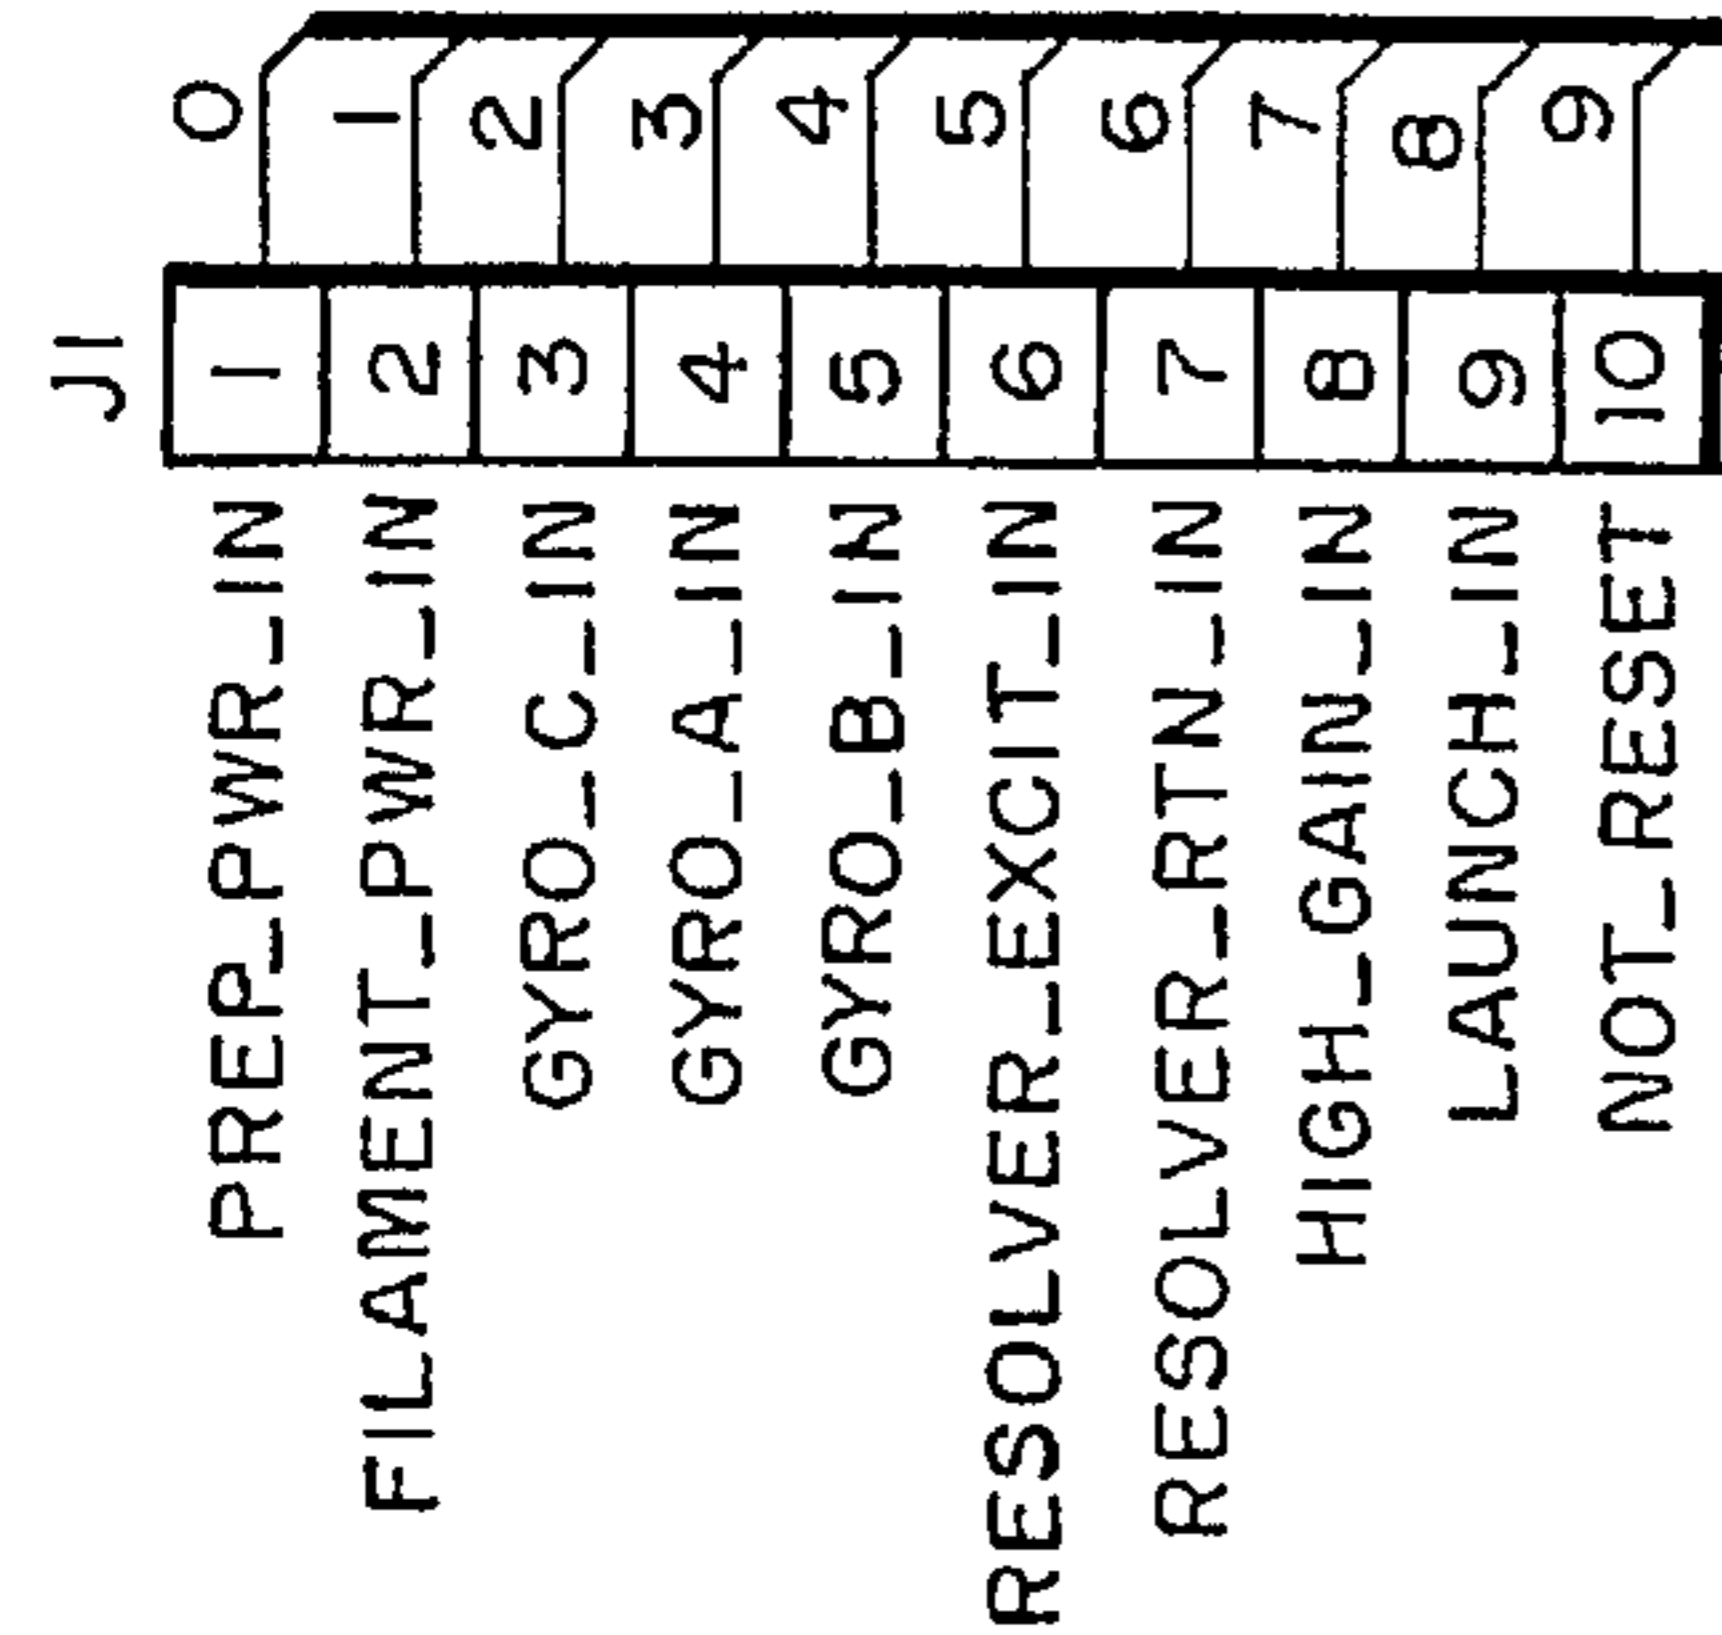 J1
PREP_PWR_IN 1 0
FILAMENT_PWR_IN 2 1
GYRO_C_IN 3 2
GYRO_A_IN 4 3
GYRO_B_IN 5 4
RESOLVER_EXCIT_IN 6 5
RESOLVER_RTN_IN 7 6
HIGH_GAIN_IN 8 7
LAUNCH_IN 9 8
NOT_RESET 10 9